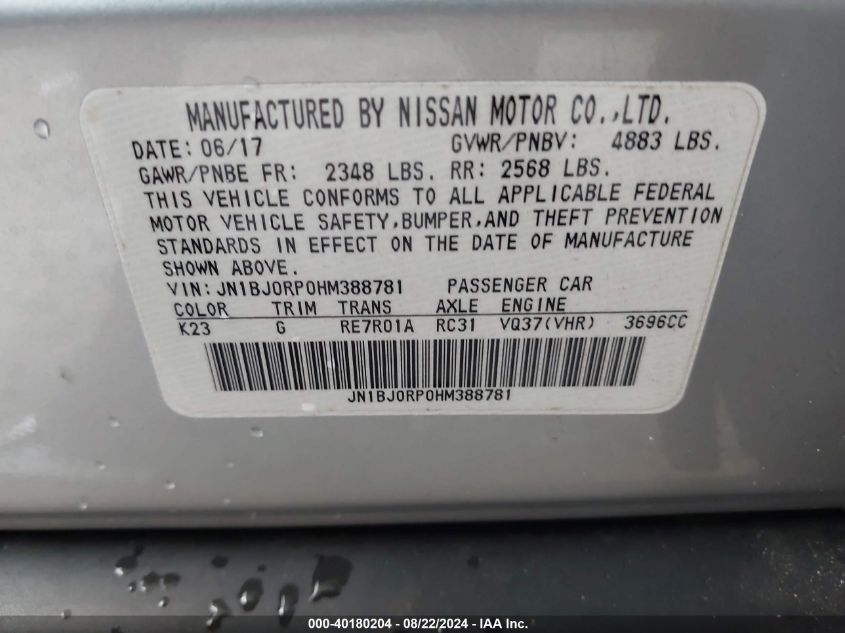 MANUFACTURED BY NISSAN MOTOR CO.,LTD.
DATE: 06/17 GVWR/PNBV: 4883 LBS.
GAWR/PNBE FR: 2348 LBS. RR: 2568 LBS.
THIS VEHICLE CONFORMS TO ALL APPLICABLE FEDERAL
MOTOR VEHICLE SAFETY,BUMPER,AND THEFT PREVENTION
STANDARDS IN EFFECT ON THE DATE OF MANUFACTURE
SHOWN ABOVE.
VIN: JN1BJ0RP0HM388781 PASSENGER CAR
COLOR TRIM TRANS AXLE ENGINE
K23 G RE7R01A RC31 VQ37(VHR) 3696CC
JN1BJ0RP0HM388781
000-40180204 - 08/22/2024 - IAA Inc.